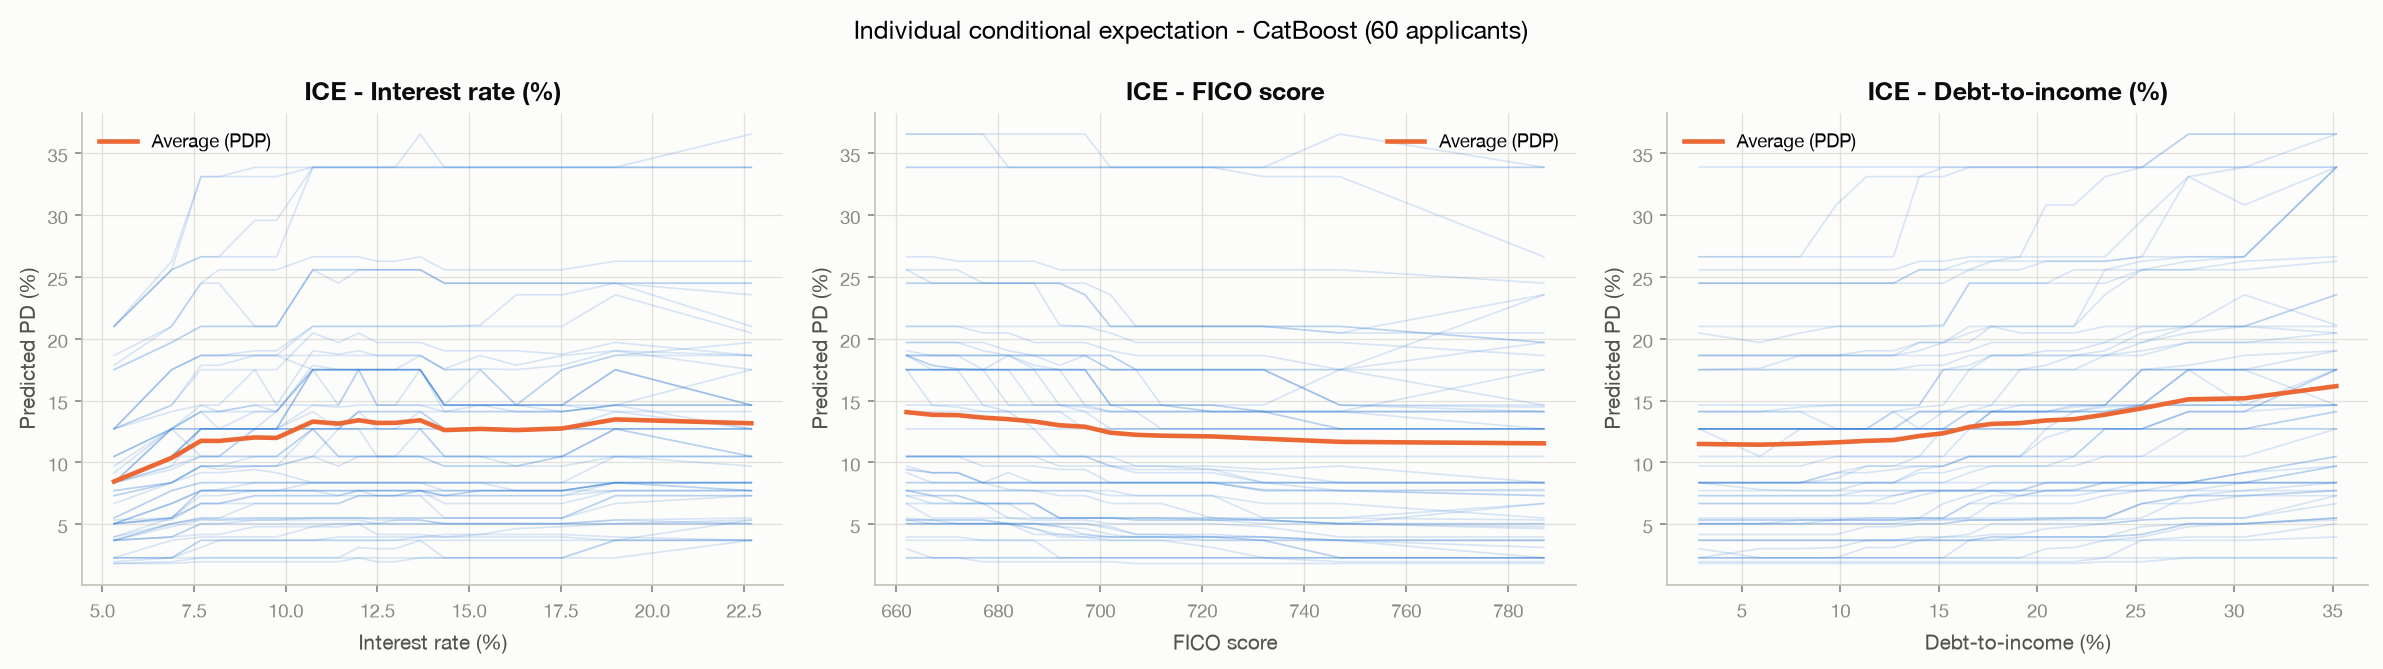 Individual conditional expectation - CatBoost (60 applicants)
ICE - Interest rate (%)
Average (PDP)
Predicted PD (%)
35
30
25
20
15
10
5
5.0 7.5 10.0 12.5 15.0 17.5 20.0 22.5
Interest rate (%)
ICE - FICO score
Average (PDP)
Predicted PD (%)
35
30
25
20
15
10
5
660 680 700 720 740 760 780
FICO score
ICE - Debt-to-income (%)
Average (PDP)
Predicted PD (%)
35
30
25
20
15
10
5
5 10 15 20 25 30 35
Debt-to-income (%)